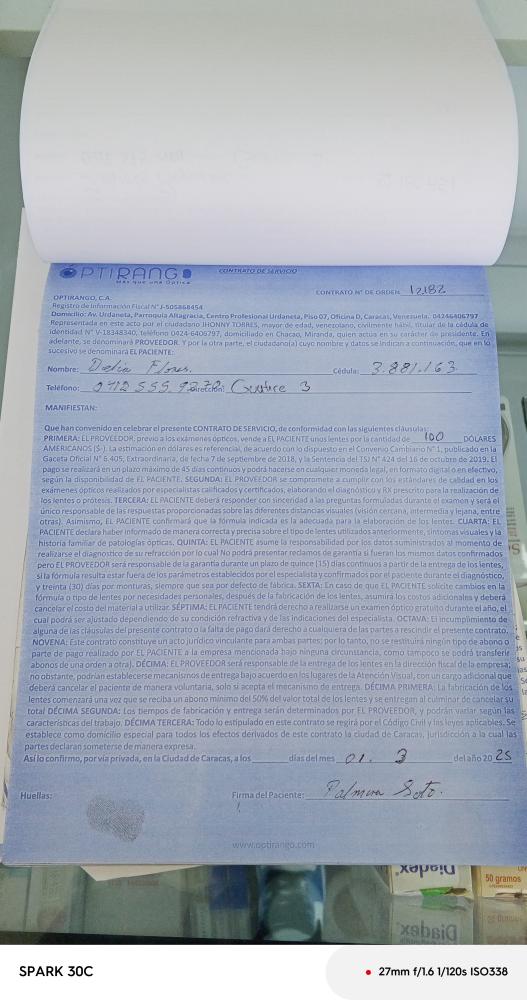 OPTIRANGO
Más que una Óptica
CONTRATO DE SERVICIO
CONTRATO N° DE ORDEN. 12182
OPTIRANGO, C.A.
Registro de Información Fiscal N° J-505868454
Domicilio: Av. Urdaneta, Parroquia Altagracia, Centro Profesional Urdaneta, Piso 07, Oficina D, Caracas, Venezuela. 04246406797
Representada en este acto por el ciudadano JHONNY TORRES, mayor de edad, venezolano, civilmente hábil, titular de la cédula de
identidad N° V-18348340, teléfono 0424-6406797, domiciliado en Chacao, Miranda, quien actua en su carácter de presidente. En
adelante, se denominará PROVEEDOR. Y por la otra parte, el ciudadano(a) cuyo nombre y datos se indican a continuación, que en lo
sucesivo se denominará EL PACIENTE:
Nombre: Delia Flores. Cédula: 3.881.163
Teléfono: 0412 555. Dirección: 3
MANIFIESTAN:
Que han convenido en celebrar el presente CONTRATO DE SERVICIO, de conformidad con las siguientes cláusulas:
PRIMERA: EL PROVEEDOR, previo a los exámenes ópticos, vende a EL PACIENTE unos lentes por la cantidad de 100 DÓLARES
AMERICANOS ($-). La estimación en dólares es referencial, de acuerdo con lo dispuesto en el Convenio Cambiario N° 1, publicado en la
Gaceta Oficial N° 6.405, Extraordinaria, de fecha 7 de septiembre de 2018, y la Sentencia del TSJ N° 424 del 16 de octubre de 2019. El
pago se realizará en un plazo máximo de 45 días continuos y podrá hacerse en cualquier moneda legal, en formato digital o en efectivo,
según la disponibilidad de EL PACIENTE. SEGUNDA: EL PROVEEDOR se compromete a cumplir con los estándares de calidad en los
exámenes ópticos realizados por especialistas calificados y certificados, elaborando el diagnóstico y RX prescrito para la realización de
los lentes o prótesis. TERCERA: EL PACIENTE deberá responder con sinceridad a las preguntas formuladas durante el examen y será el
único responsable de las respuestas proporcionadas sobre las diferentes distancias visuales (visión cercana, intermedia y lejana, entre
otras). Asimismo, EL PACIENTE confirmará que la fórmula indicada es la adecuada para la elaboración de los lentes. CUARTA: EL
PACIENTE declara haber informado de manera correcta y precisa sobre el tipo de lentes utilizados anteriormente, síntomas visuales y la
historia familiar de patologías ópticas. QUINTA: EL PACIENTE asume la responsabilidad por los datos suministrados al momento de
realizarse el diagnostico de su refracción por lo cual No podrá presentar reclamos de garantía si fueran los mismos datos confirmados
pero EL PROVEEDOR será responsable de la garantía durante un plazo de quince (15) días continuos a partir de la entrega de los lentes,
si la fórmula resulta estar fuera de los parámetros establecidos por el especialista y confirmados por el paciente durante el diagnóstico,
y treinta (30) días por monturas, siempre que sea por defecto de fábrica. SEXTA: En caso de que EL PACIENTE solicite cambios en la
fórmula o tipo de lentes por necesidades personales, después de la fabricación de los lentes, asumirá los costos adicionales y deberá
cancelar el costo del material a utilizar. SÉPTIMA: EL PACIENTE tendrá derecho a realizarse un examen óptico gratuito durante el año, el
cual podrá ser ajustado dependiendo de su condición refractiva y de las indicaciones del especialista. OCTAVA: El incumplimiento de
alguna de las cláusulas del presente contrato o la falta de pago dará derecho a cualquiera de las partes a rescindir el presente contrato.
NOVENA: Este contrato constituye un acto jurídico vinculante para ambas partes; por lo tanto, no se restituirá ningún tipo de abono o
parte de pago realizado por EL PACIENTE a la empresa mencionada bajo ninguna circunstancia, como tampoco se podrá transferir
abonos de una orden a otra). DÉCIMA: EL PROVEEDOR será responsable de la entrega de los lentes en la dirección fiscal de la empresa;
no obstante, podrían establecerse mecanismos de entrega bajo acuerdo en los lugares de la Atención Visual, con un cargo adicional que
deberá cancelar el paciente de manera voluntaria, solo si acepta el mecanismo de entrega. DÉCIMA PRIMERA: La fabricación de los
lentes comenzará una vez que se reciba un abono mínimo del 50% del valor total de los lentes y se entregan al culminar de cancelar su
total DÉCIMA SEGUNDA: Los tiempos de fabricación y entrega serán determinados por EL PROVEEDOR, y podrán variar según las
características del trabajo. DÉCIMA TERCERA: Todo lo estipulado en este contrato se regirá por el Código Civil y las leyes aplicables. Se
establece como domicilio especial para todos los efectos derivados de este contrato la ciudad de Caracas, jurisdicción a la cual las
partes declaran someterse de manera expresa.
Así lo confirmo, por vía privada, en la Ciudad de Caracas, a los días del mes 01. 3 del año 20 25
Huellas:
Firma del Paciente: Palmira Soto.
www.optirango.com
Diadex
50 gramos
Diadex
SPARK 30C
27mm f/1.6 1/120s ISO338